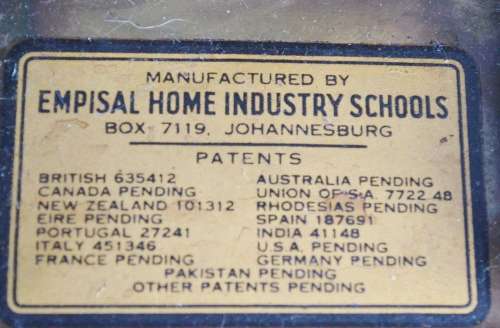 MANUFACTURED BY
EMPISAL HOME INDUSTRY SCHOOLS
BOX 7119, JOHANNESBURG
PATENTS
BRITISH 635412 AUSTRALIA PENDING
CANADA PENDING UNION OF S.A. 7722.48
NEW ZEALAND 101312 RHODESIAS PENDING
EIRE PENDING SPAIN 187691
PORTUGAL 27241 INDIA 41148
ITALY 451346 U.S.A. PENDING
FRANCE PENDING GERMANY PENDING
PAKISTAN PENDING
OTHER PATENTS PENDING